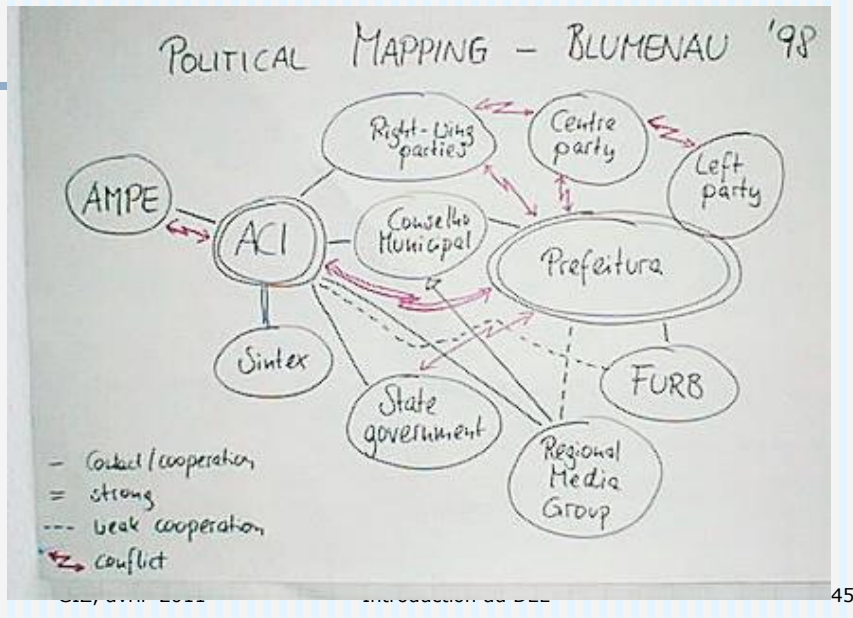 POLITICAL MAPPING – BLUMENAU '98
Right-Wing
parties
Centre
party
Left
party
AMPE
ACI
Conselho
Municipal
Prefeitura
Sintex
State
government
FURB
Regional
Media
Group
- Contact/cooperation
= strong
--- weak cooperation
conflict
45